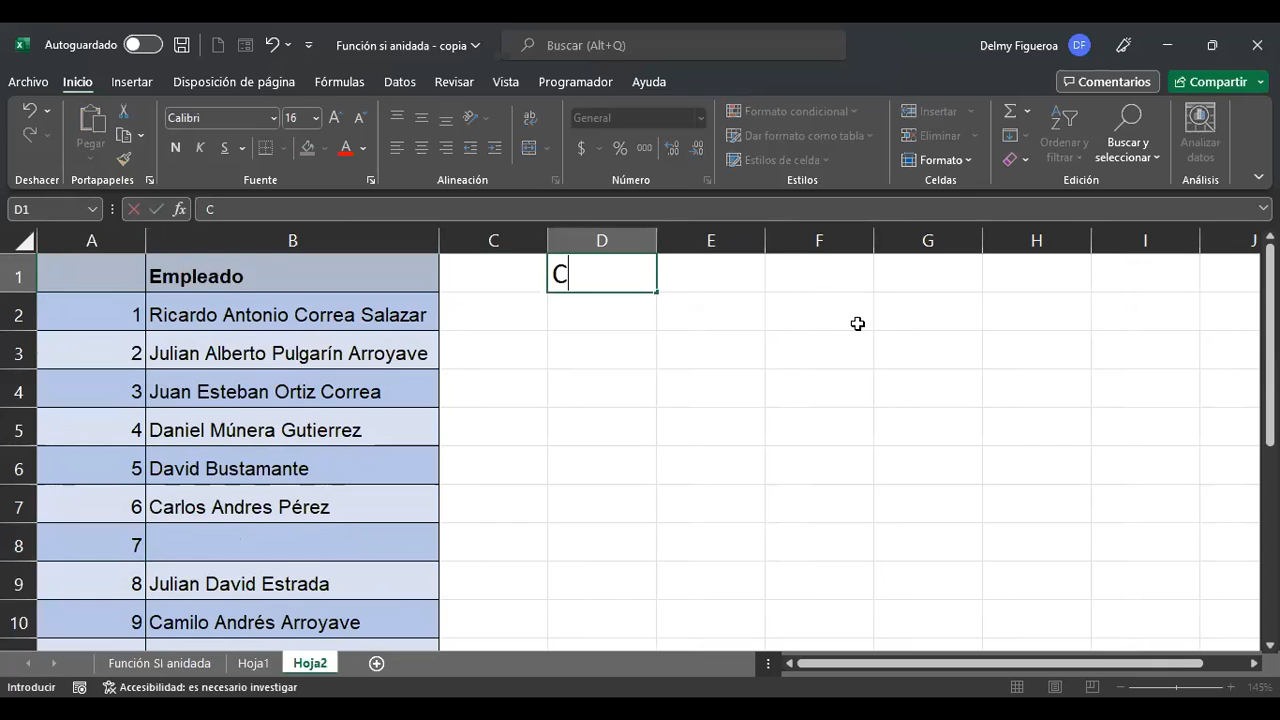 Autoguardado Función si anidada - copia Buscar (Alt+Q) Delmy Figueroa DF
Archivo Inicio Insertar Disposición de página Fórmulas Datos Revisar Vista Programador Ayuda Comentarios Compartir
Pegar
Calibri 16
N K S A
ab
General
$ % 000
Formato condicional
Dar formato como tabla
Estilos de celda
Insertar
Eliminar
Formato
Ordenar y filtrar
Buscar y seleccionar
Analizar datos
Deshacer Portapapeles Fuente Alineación Número Estilos Celdas Edición Análisis
D1 fx C
A B C D E F G H I J
1 Empleado C
2 1 Ricardo Antonio Correa Salazar
3 2 Julian Alberto Pulgarín Arroyave
4 3 Juan Esteban Ortiz Correa
5 4 Daniel Múnera Gutierrez
6 5 David Bustamante
7 6 Carlos Andres Pérez
8 7
9 8 Julian David Estrada
10 9 Camilo Andrés Arroyave
Función SI anidada Hoja1 Hoja2
Introducir Accesibilidad: es necesario investigar 145%